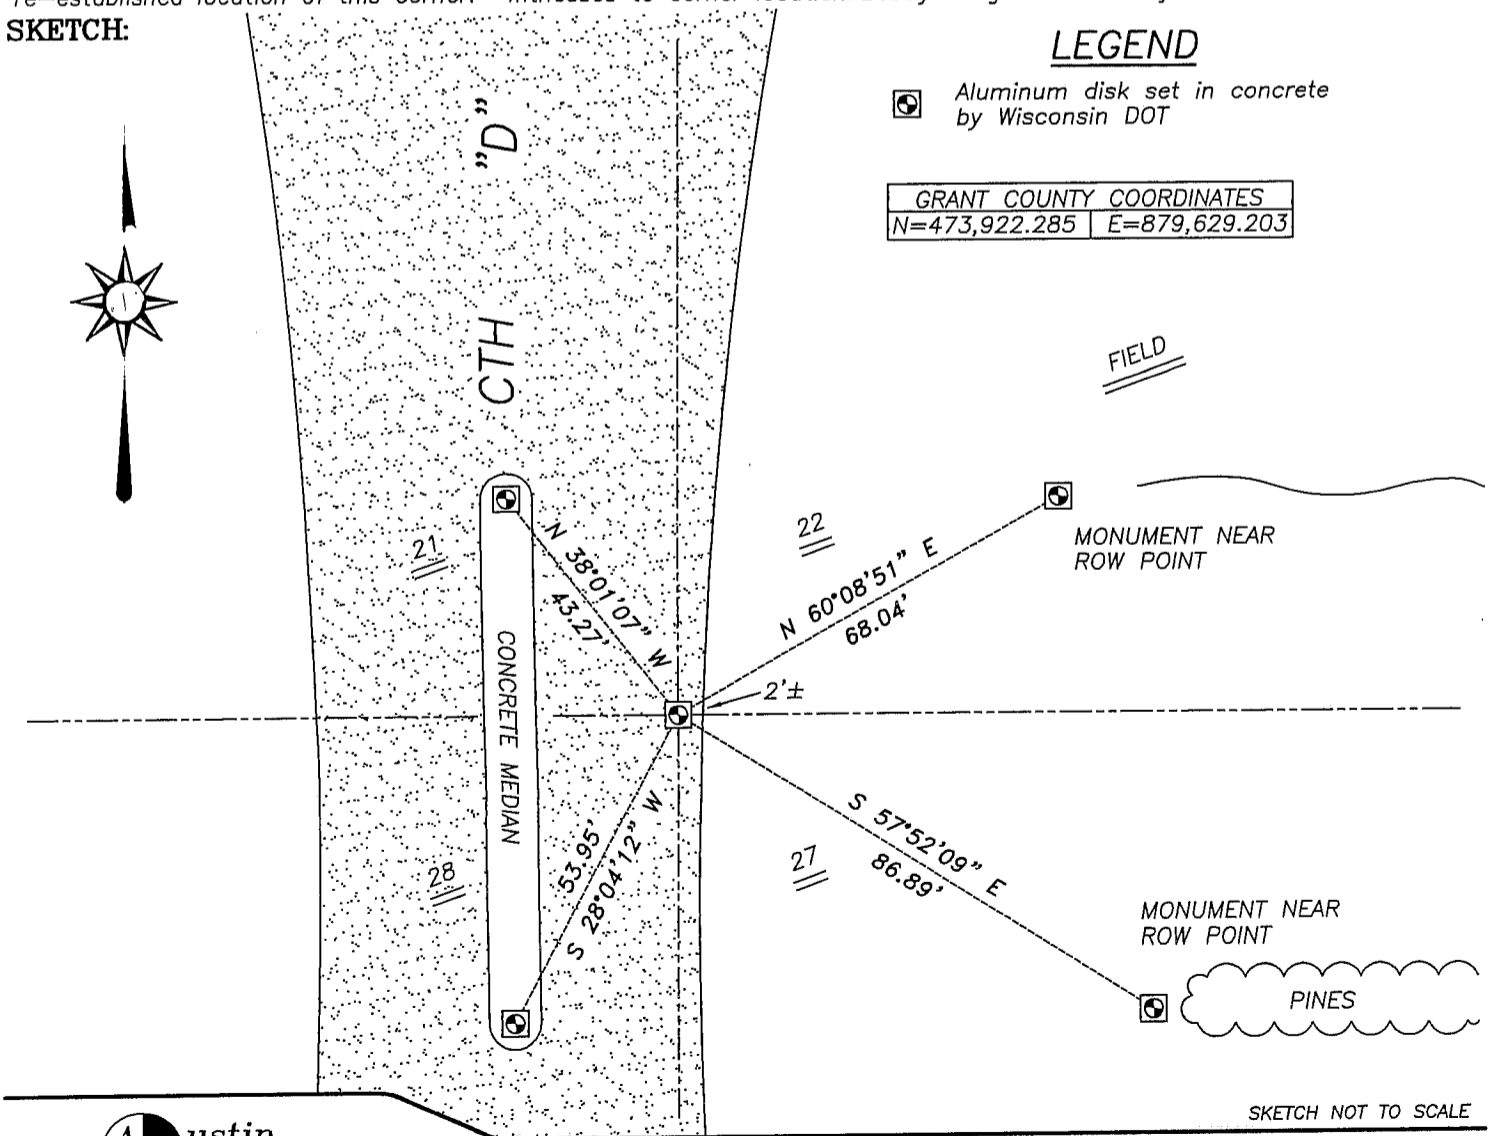 SKETCH:
LEGEND
Aluminum disk set in concrete
by Wisconsin DOT
GRANT COUNTY COORDINATES
N=473,922.285 E=879,629.203
CTH "D"
FIELD
21
22
N 38°01'07" W
43.27'
N 60°08'51" E
68.04'
MONUMENT NEAR
ROW POINT
2'±
CONCRETE MEDIAN
53.95'
S 28°04'12" W
S 57°52'09" E
86.89'
28
27
MONUMENT NEAR
ROW POINT
PINES
SKETCH NOT TO SCALE
ustin